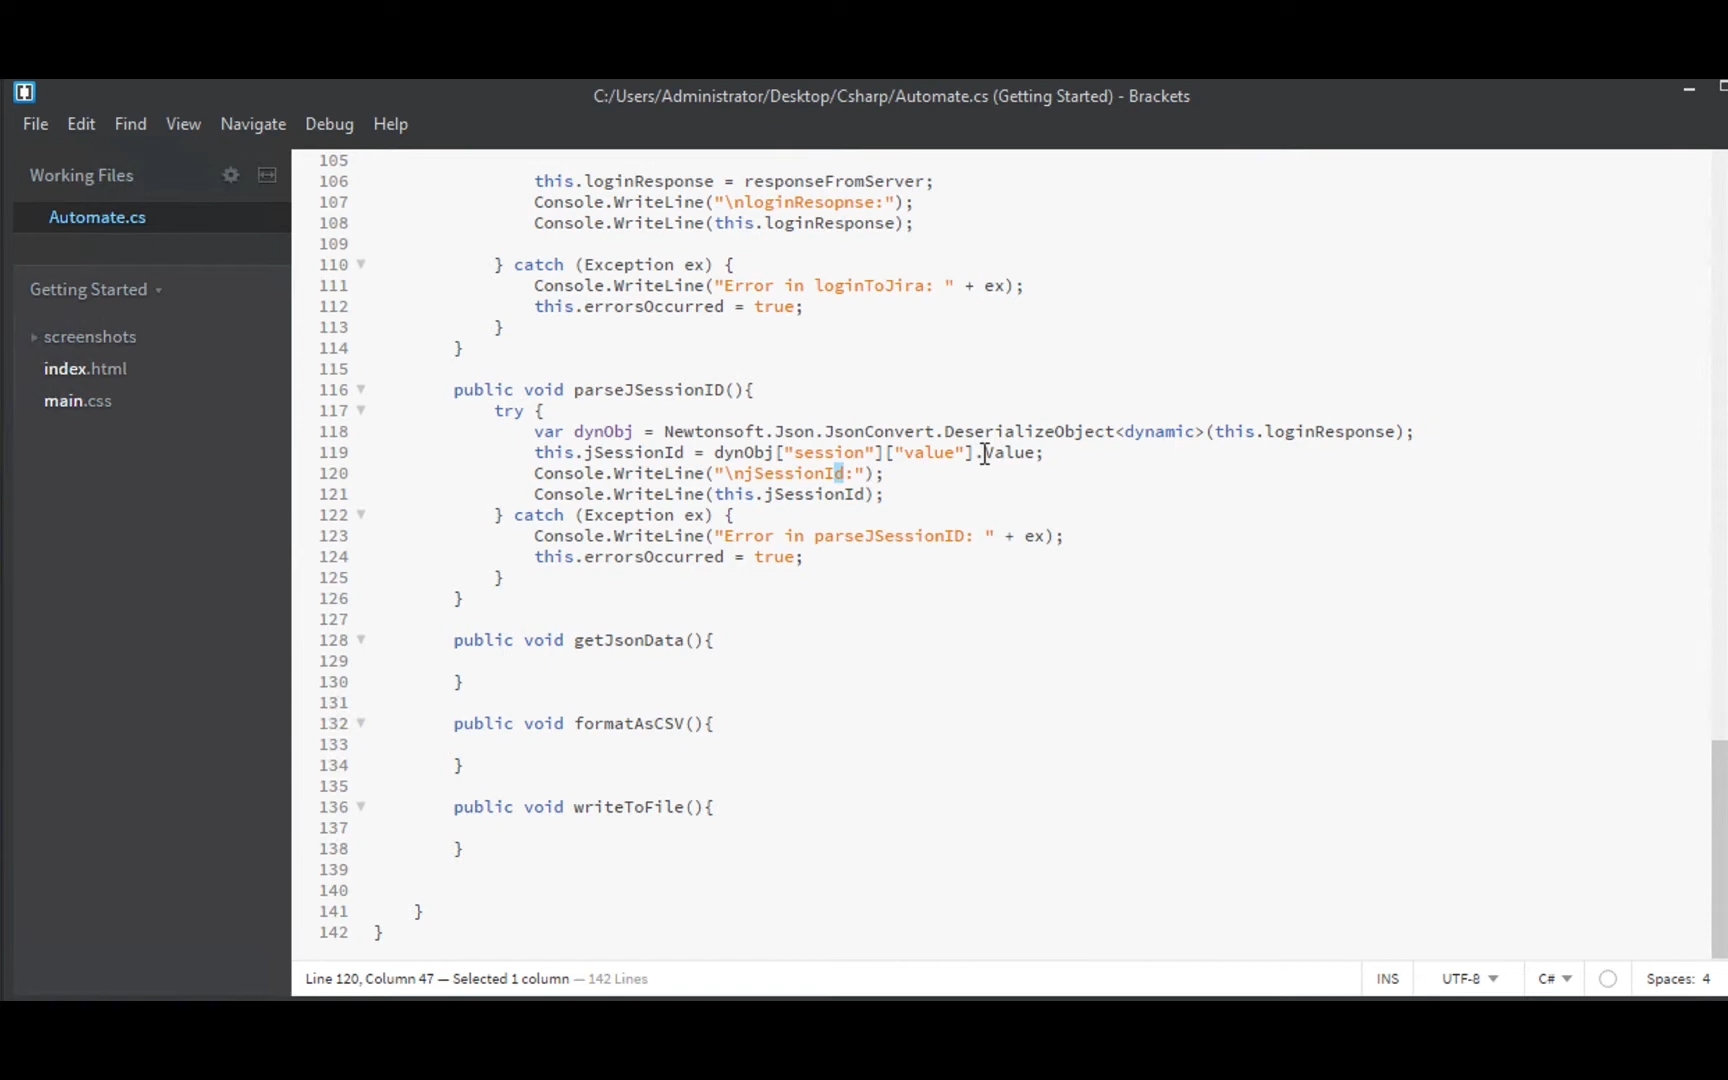 C:/Users/Administrator/Desktop/Csharp/Automate.cs (Getting Started) - Brackets
File Edit Find View Navigate Debug Help
Working Files
Automate.cs
Getting Started
screenshots
index.html
main.css
105
106 this.loginResponse = responseFromServer;
107 Console.WriteLine("\nloginResopnse:");
108 Console.WriteLine(this.loginResponse);
109
110 } catch (Exception ex) {
111 Console.WriteLine("Error in loginToJira: " + ex);
112 this.errorsOccurred = true;
113 }
114 }
115
116 public void parseJSessionID(){
117 try {
118 var dynObj = Newtonsoft.Json.JsonConvert.DeserializeObject<dynamic>(this.loginResponse);
119 this.jSessionId = dynObj["session"]["value"].Value;
120 Console.WriteLine("\njSessionId:");
121 Console.WriteLine(this.jSessionId);
122 } catch (Exception ex) {
123 Console.WriteLine("Error in parseJSessionID: " + ex);
124 this.errorsOccurred = true;
125 }
126 }
127
128 public void getJsonData(){
129
130 }
131
132 public void formatAsCSV(){
133
134 }
135
136 public void writeToFile(){
137
138 }
139
140
141 }
142 }
Line 120, Column 47 — Selected 1 column — 142 Lines
INS UTF-8 C# Spaces: 4